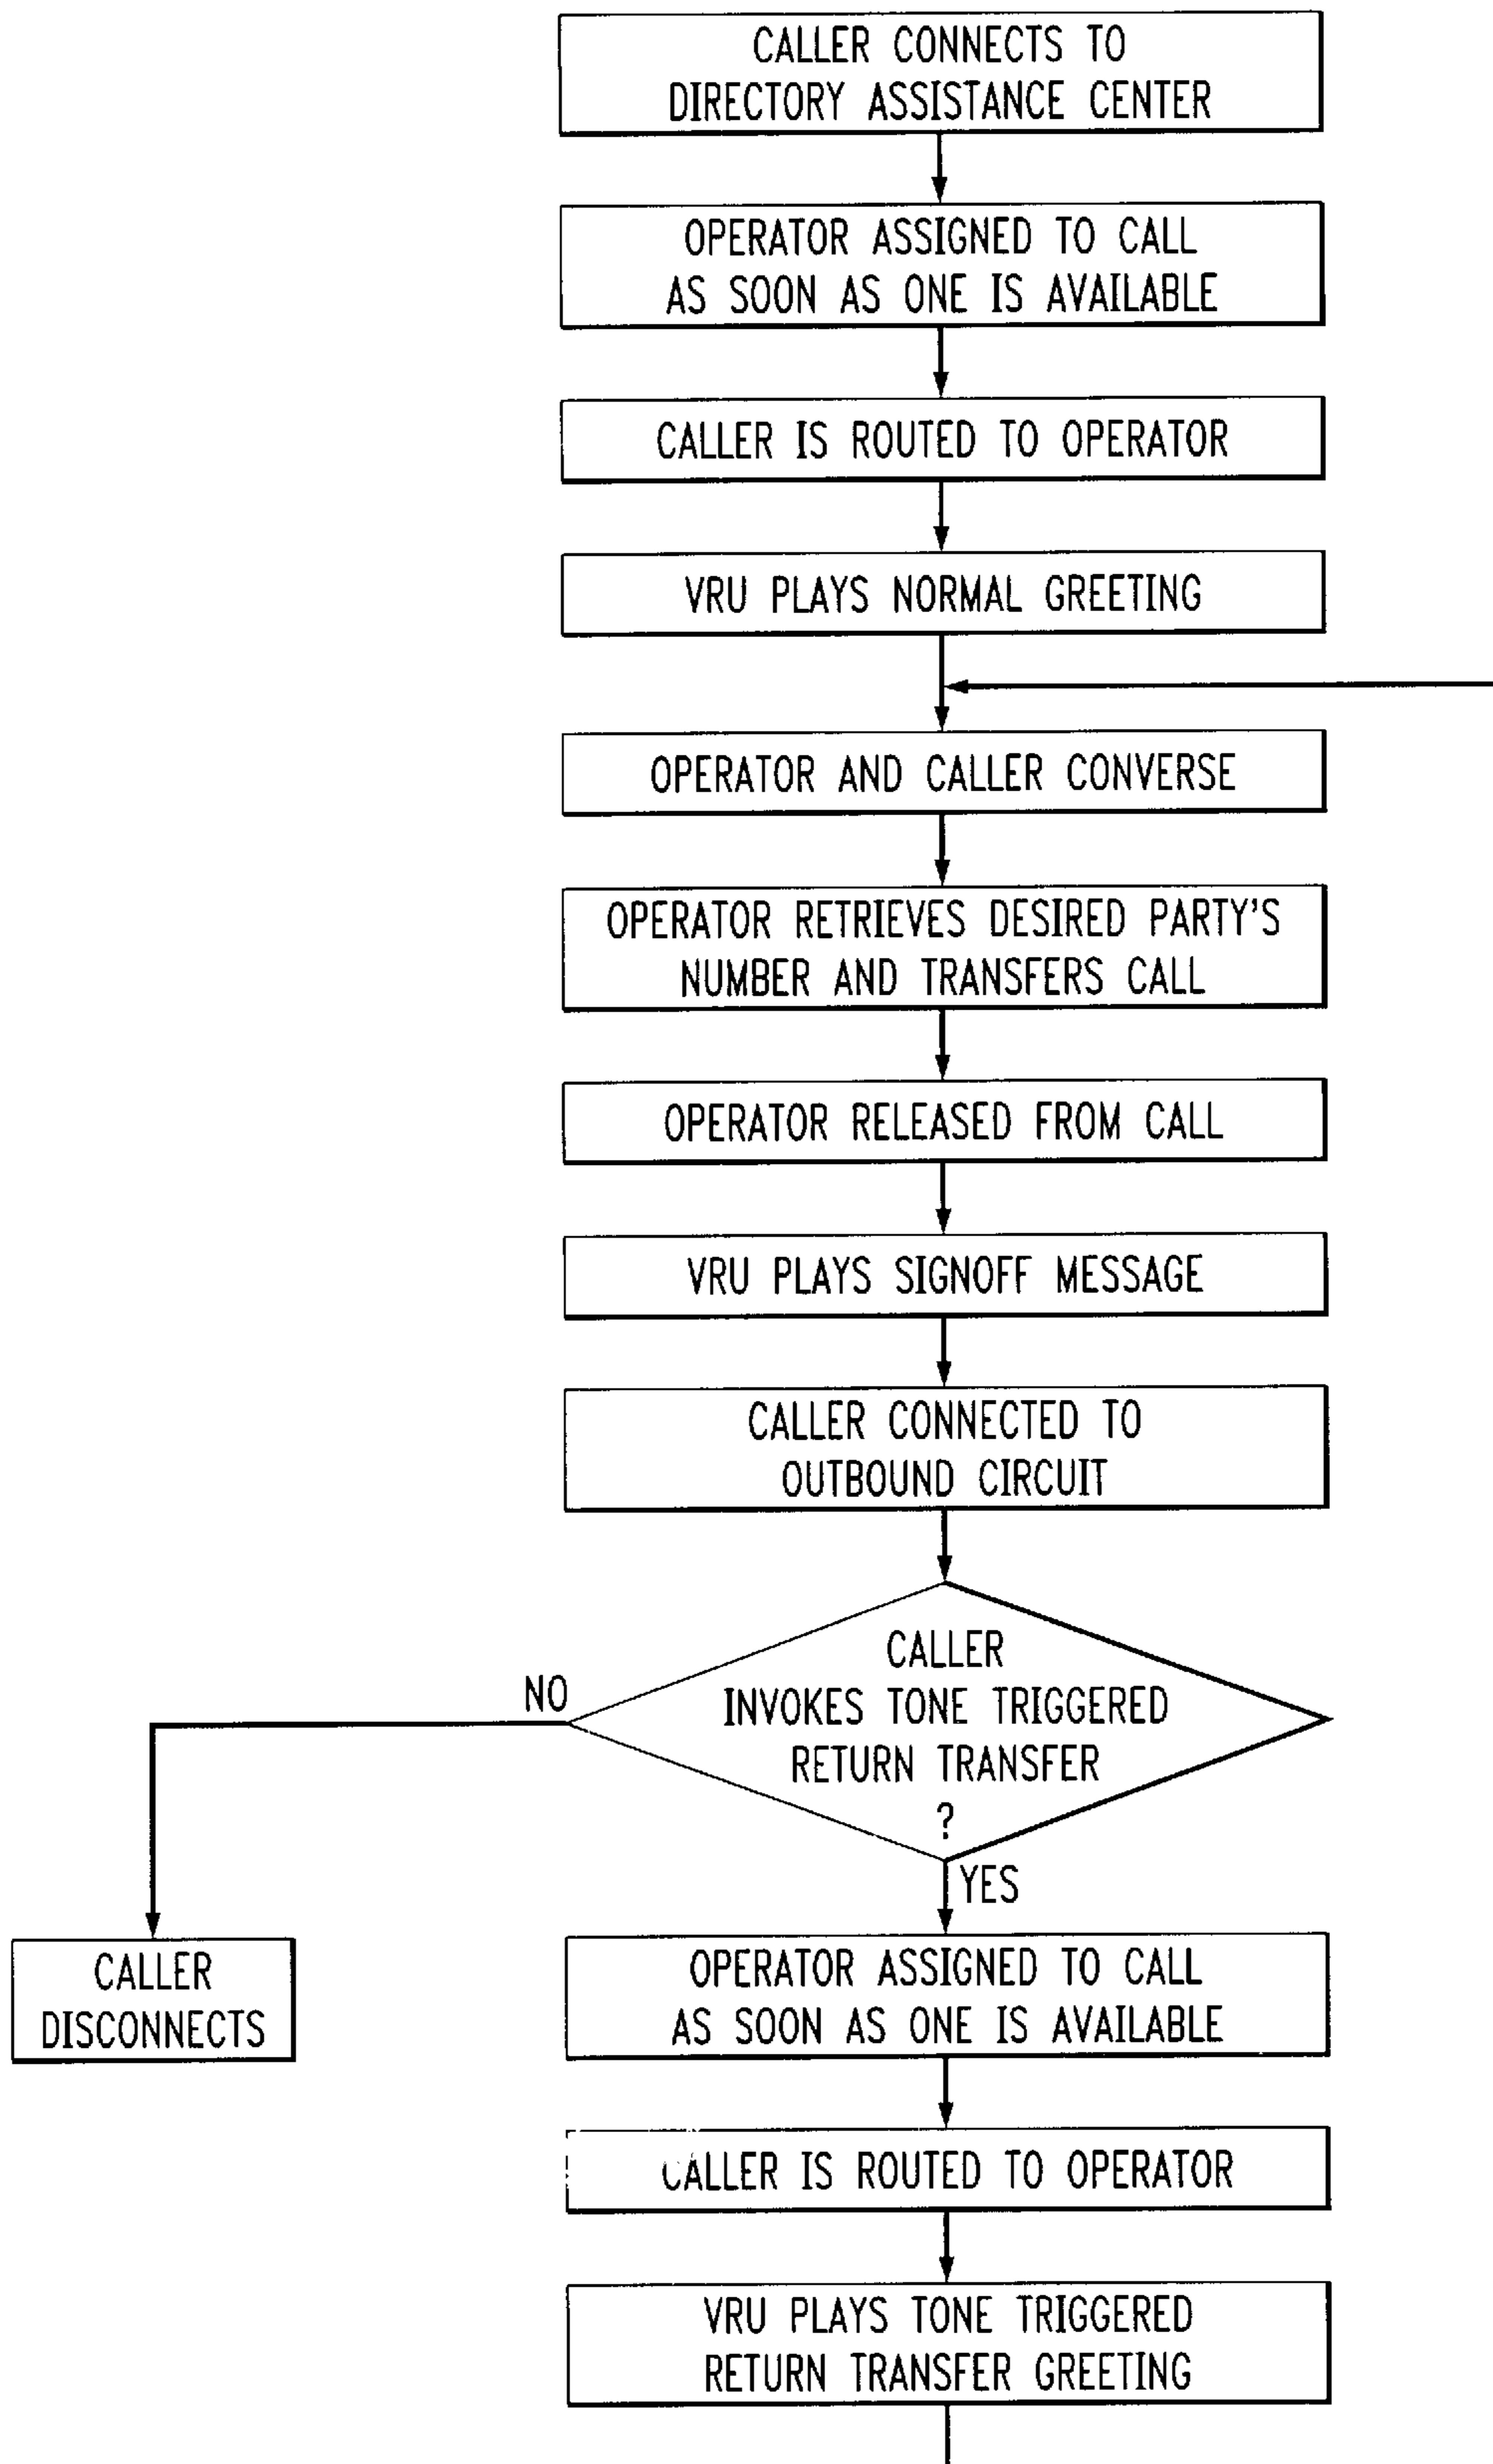 CALLER CONNECTS TO
DIRECTORY ASSISTANCE CENTER
OPERATOR ASSIGNED TO CALL
AS SOON AS ONE IS AVAILABLE
CALLER IS ROUTED TO OPERATOR
VRU PLAYS NORMAL GREETING
OPERATOR AND CALLER CONVERSE
OPERATOR RETRIEVES DESIRED PARTY'S
NUMBER AND TRANSFERS CALL
OPERATOR RELEASED FROM CALL
VRU PLAYS SIGNOFF MESSAGE
CALLER CONNECTED TO
OUTBOUND CIRCUIT
CALLER
INVOKES TONE TRIGGERED
RETURN TRANSFER
?
NO
YES
CALLER
DISCONNECTS
OPERATOR ASSIGNED TO CALL
AS SOON AS ONE IS AVAILABLE
CALLER IS ROUTED TO OPERATOR
VRU PLAYS TONE TRIGGERED
RETURN TRANSFER GREETING